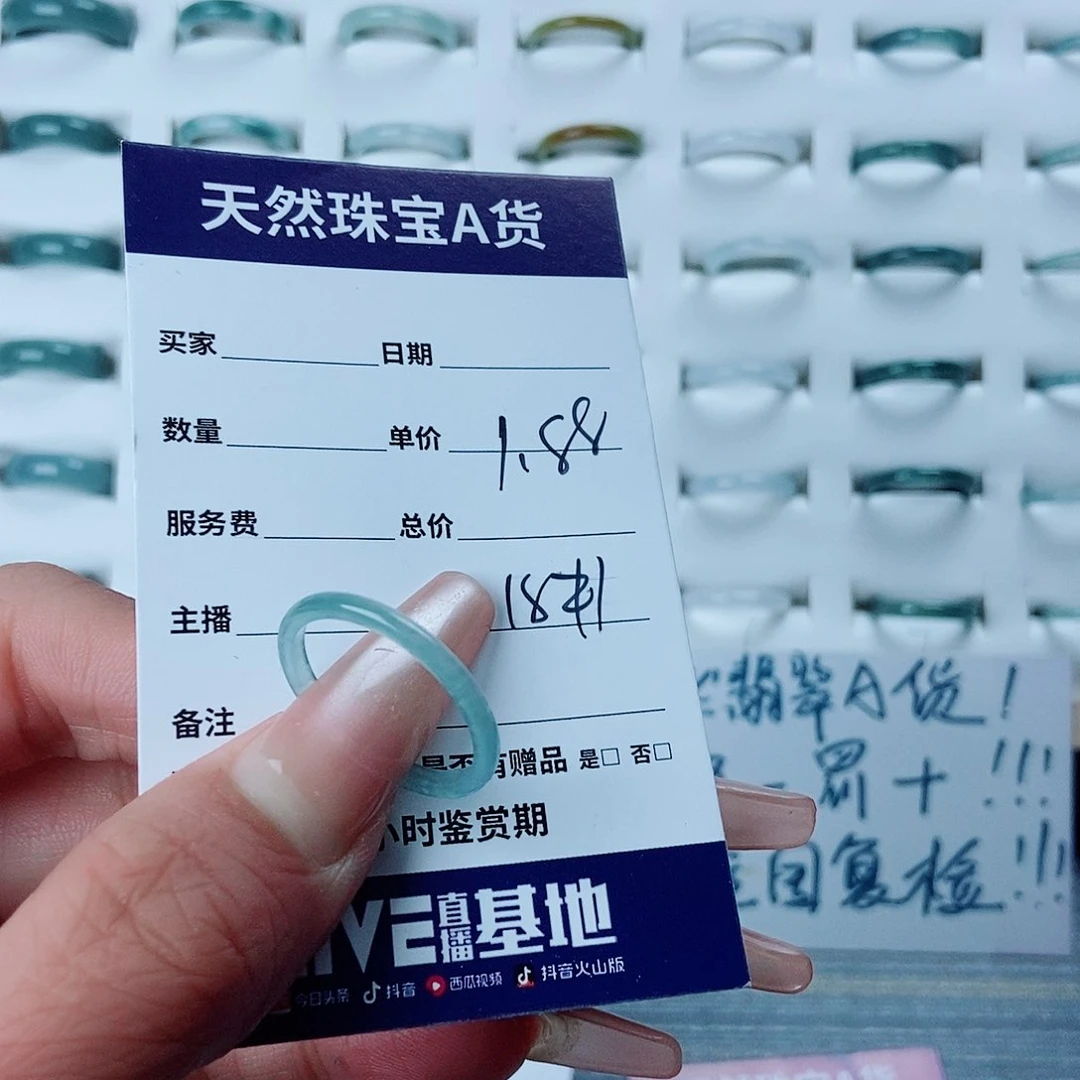 天然珠宝A货
买家 日期
数量 单价 1.88
服务费 总价
主播 18
备注
是否有赠品 是□ 否□
小时鉴赏期
直播基地
今日头条 抖音 西瓜视频 抖音火山版
翡翠A货!
罚十!!!
回复检!!!